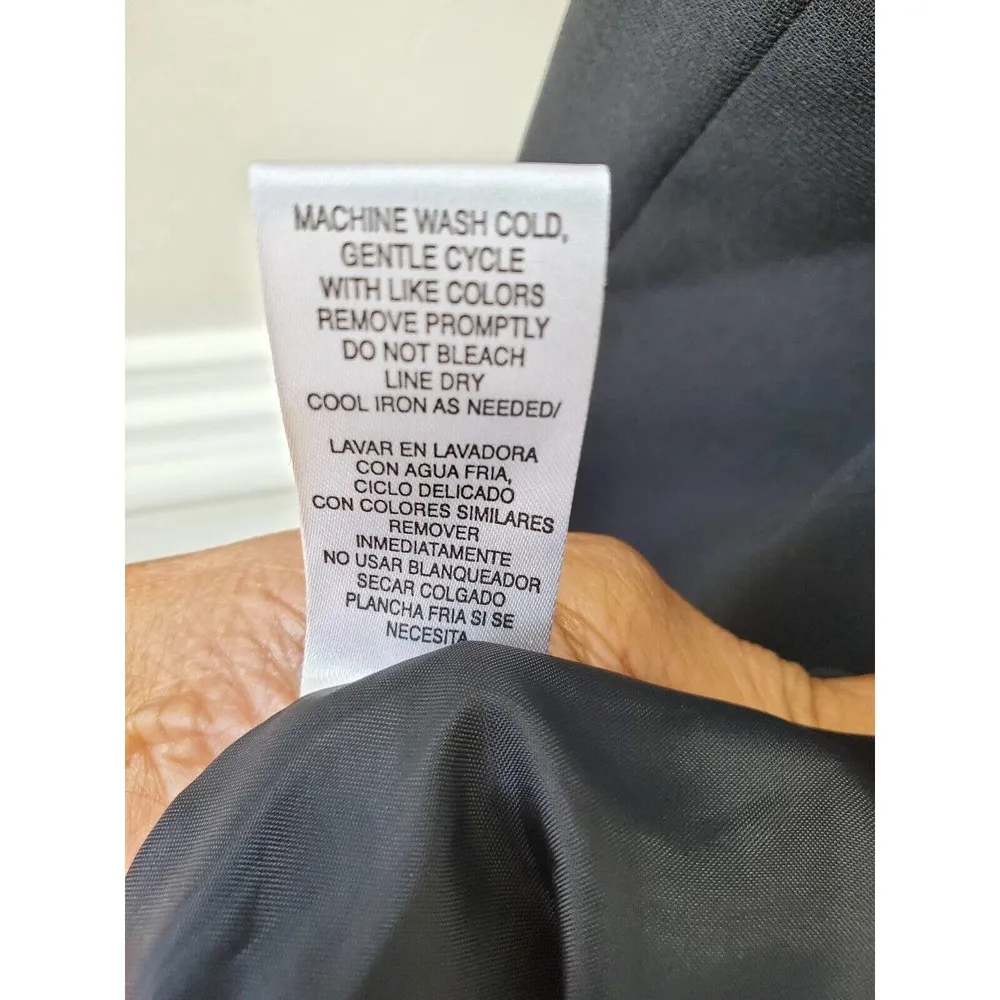 MACHINE WASH COLD,
GENTLE CYCLE
WITH LIKE COLORS
REMOVE PROMPTLY
DO NOT BLEACH
LINE DRY
COOL IRON AS NEEDED/
LAVAR EN LAVADORA
CON AGUA FRIA,
CICLO DELICADO
CON COLORES SIMILARES
REMOVER
INMEDIATAMENTE
NO USAR BLANQUEADOR
SECAR COLGADO
PLANCHA FRIA SI SE
NECESITA